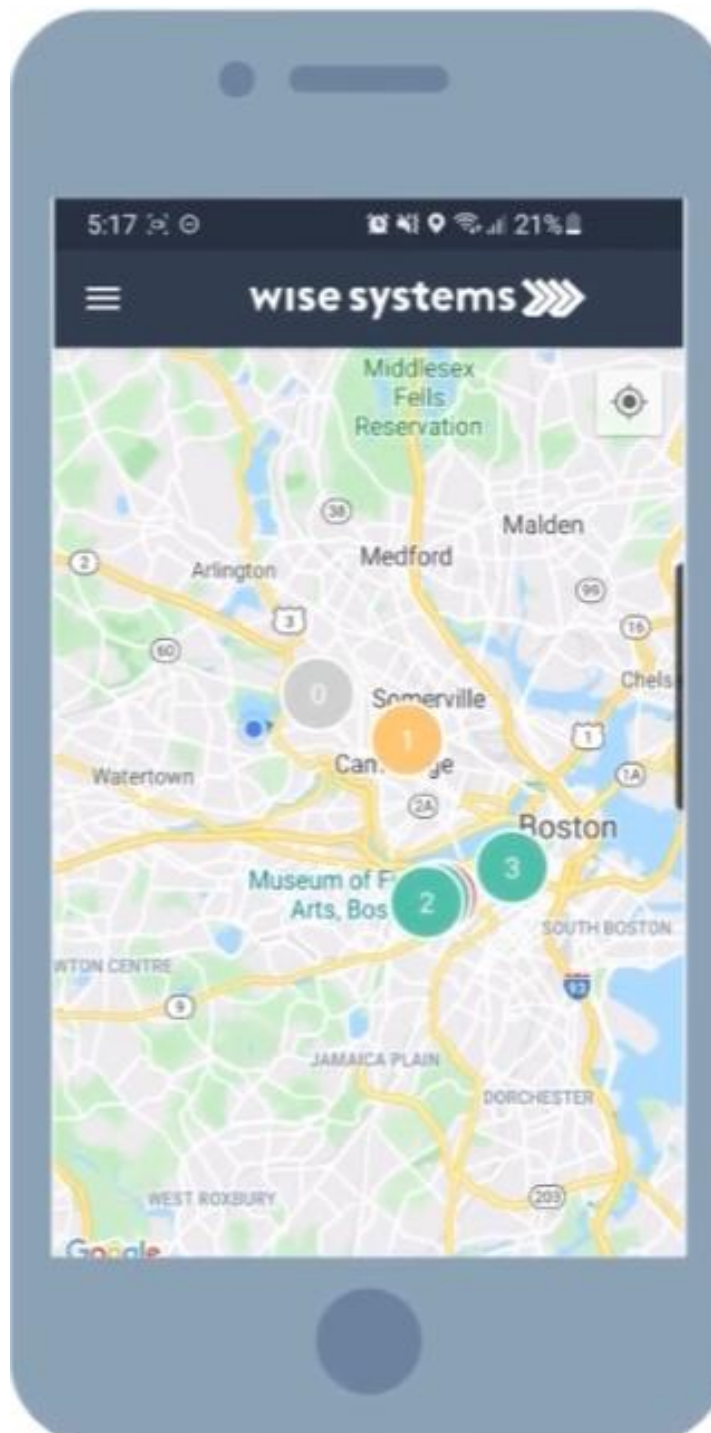 5:17 21%
wise systems
Middlesex
Fells
Reservation
38
Malden
2
Arlington
Medford
99
3
16
60
0
Somerville
Chels
1
1
Watertown
1A
2A
Boston
3
Museum of F
Arts, Bos
2
SOUTH BOSTON
WTON CENTRE
93
9
JAMAICA PLAIN
DORCHESTER
WEST ROXBURY
203
Google